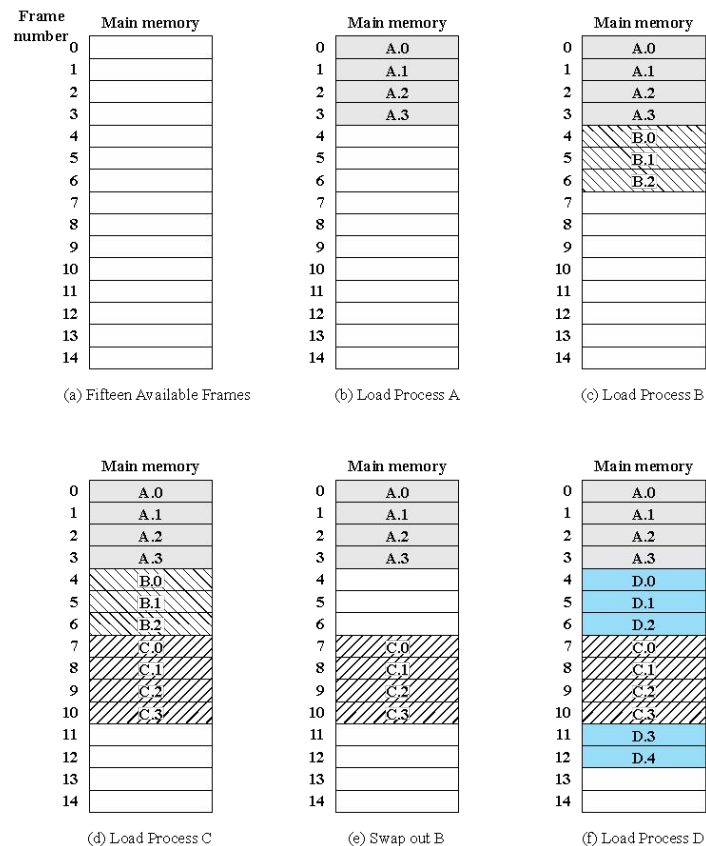 Frame
number
Main memory
0
1
2
3
4
5
6
7
8
9
10
11
12
13
14
(a) Fifteen Available Frames
Main memory
0 A.0
1 A.1
2 A.2
3 A.3
4
5
6
7
8
9
10
11
12
13
14
(b) Load Process A
Main memory
0 A.0
1 A.1
2 A.2
3 A.3
4 B.0
5 B.1
6 B.2
7
8
9
10
11
12
13
14
(c) Load Process B
Main memory
0 A.0
1 A.1
2 A.2
3 A.3
4 B.0
5 B.1
6 B.2
7 C.0
8 C.1
9 C.2
10 C.3
11
12
13
14
(d) Load Process C
Main memory
0 A.0
1 A.1
2 A.2
3 A.3
4
5
6
7 C.0
8 C.1
9 C.2
10 C.3
11
12
13
14
(e) Swap out B
Main memory
0 A.0
1 A.1
2 A.2
3 A.3
4 D.0
5 D.1
6 D.2
7 C.0
8 C.1
9 C.2
10 C.3
11 D.3
12 D.4
13
14
(f) Load Process D